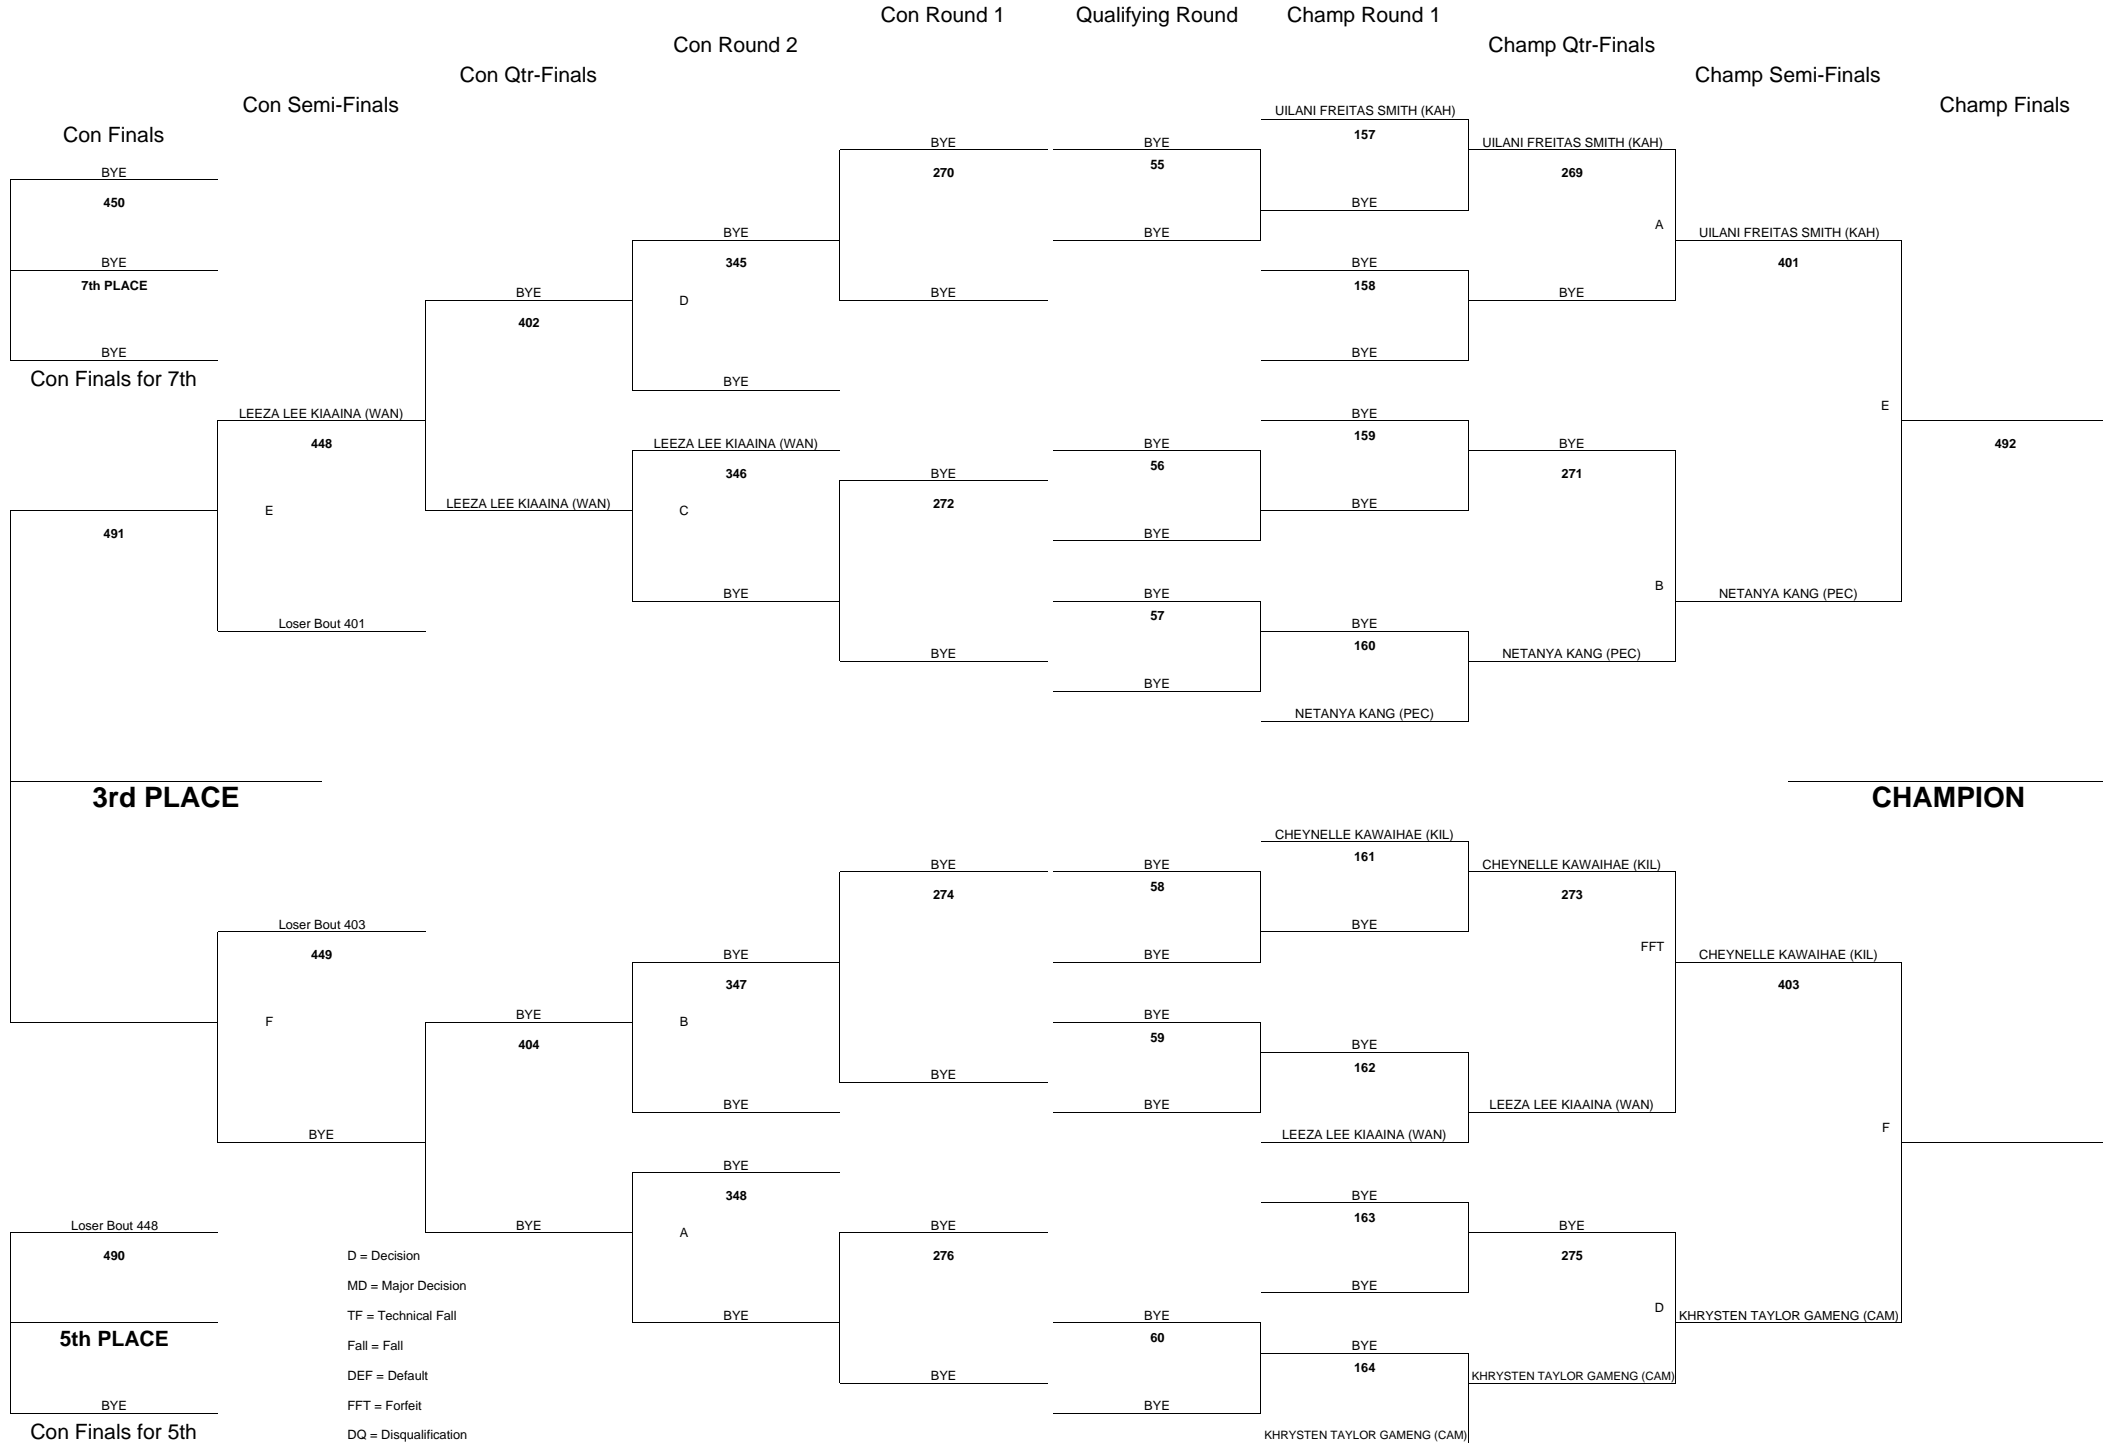 Con Round 1 Qualifying Round Champ Round 1
Con Round 2 Champ Qtr-Finals
Con Qtr-Finals Champ Semi-Finals
Con Semi-Finals Champ Finals
UILANI FREITAS SMITH (KAH)
Con Finals 157
BYE BYE UILANI FREITAS SMITH (KAH)
BYE 270 55 269
450 BYE
A
BYE BYE UILANI FREITAS SMITH (KAH)
BYE 345 BYE 401
7th PLACE 158
BYE D BYE BYE
402
BYE BYE
Con Finals for 7th BYE
LEEZA LEE KIAAINA (WAN) BYE E
448 LEEZA LEE KIAAINA (WAN) BYE 159 BYE 492
346 BYE 56 271
LEEZA LEE KIAAINA (WAN) 272 BYE
E C
491 BYE
BYE BYE B NETANYA KANG (PEC)
57
Loser Bout 401 BYE
BYE 160 NETANYA KANG (PEC)
BYE
NETANYA KANG (PEC)
3rd PLACE CHAMPION
CHEYNELLE KAWAIHAE (KIL)
BYE BYE 161 CHEYNELLE KAWAIHAE (KIL)
274 58 273
Loser Bout 403 BYE
449 BYE BYE FFT CHEYNELLE KAWAIHAE (KIL)
347 403
F BYE B BYE
404 59 BYE
BYE 162
BYE BYE LEEZA LEE KIAAINA (WAN)
BYE LEEZA LEE KIAAINA (WAN) F
BYE
348 BYE
Loser Bout 448 BYE A BYE 163 BYE
490 D = Decision 276 275
MD = Major Decision BYE
TF = Technical Fall BYE BYE D KHRYSTEN TAYLOR GAMENG (CAM)
5th PLACE Fall = Fall 60 BYE
DEF = Default BYE 164 KHRYSTEN TAYLOR GAMENG (CAM)
BYE FFT = Forfeit BYE
Con Finals for 5th DQ = Disqualification KHRYSTEN TAYLOR GAMENG (CAM)